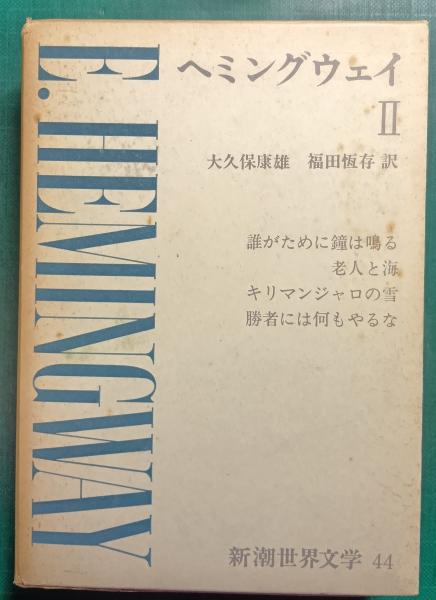 E. HEMINGWAY
ヘミングウェイ
II
大久保康雄 福田恆存 訳
誰がために鐘は鳴る
老人と海
キリマンジャロの雪
勝者には何もやるな
新潮世界文学 44